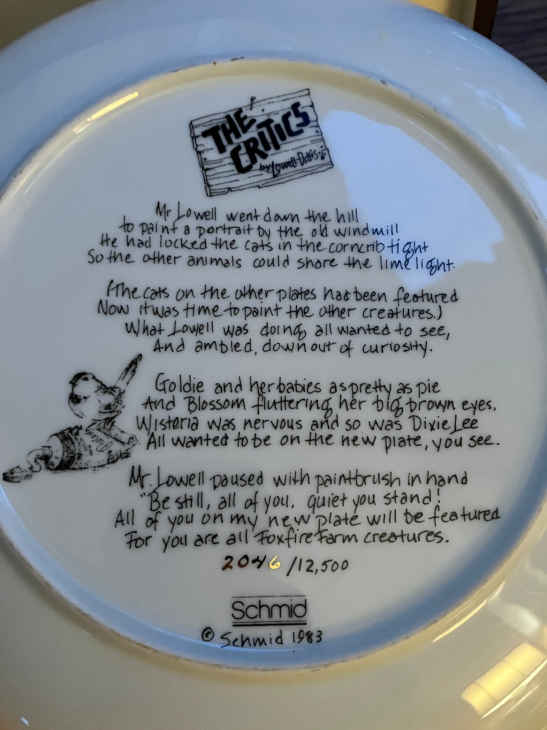 THE
CRITICS
by Lowell Davis
Mr Lowell went down the hill
to paint a portrait by the old windmill
He had locked the cats in the corncrib tight
So the other animals could share the lime light.
(The cats on the other plates had been featured
Now it was time to paint the other creatures.)
What Lowell was doing all wanted to see,
And ambled, down out of curiosity.
Goldie and her babies as pretty as pie
And Blossom fluttering her big brown eyes.
Wisteria was nervous and so was Dixie Lee
All wanted to be on the new plate, you see.
Mr. Lowell paused with paintbrush in hand
"Be still, all of you, quiet you stand!
All of you on my new plate will be featured
For you are all Foxfire Farm creatures.
2046/12,500
Schmid
© Schmid 1983